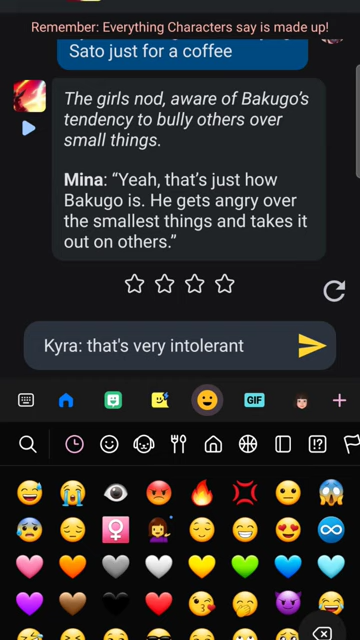 Remember: Everything Characters say is made up!
Sato just for a coffee
The girls nod, aware of Bakugo's
tendency to bully others over
small things.
Mina: “Yeah, that's just how
Bakugo is. He gets angry over
the smallest things and takes it
out on others.”
Kyra: that's very intolerant
GIF